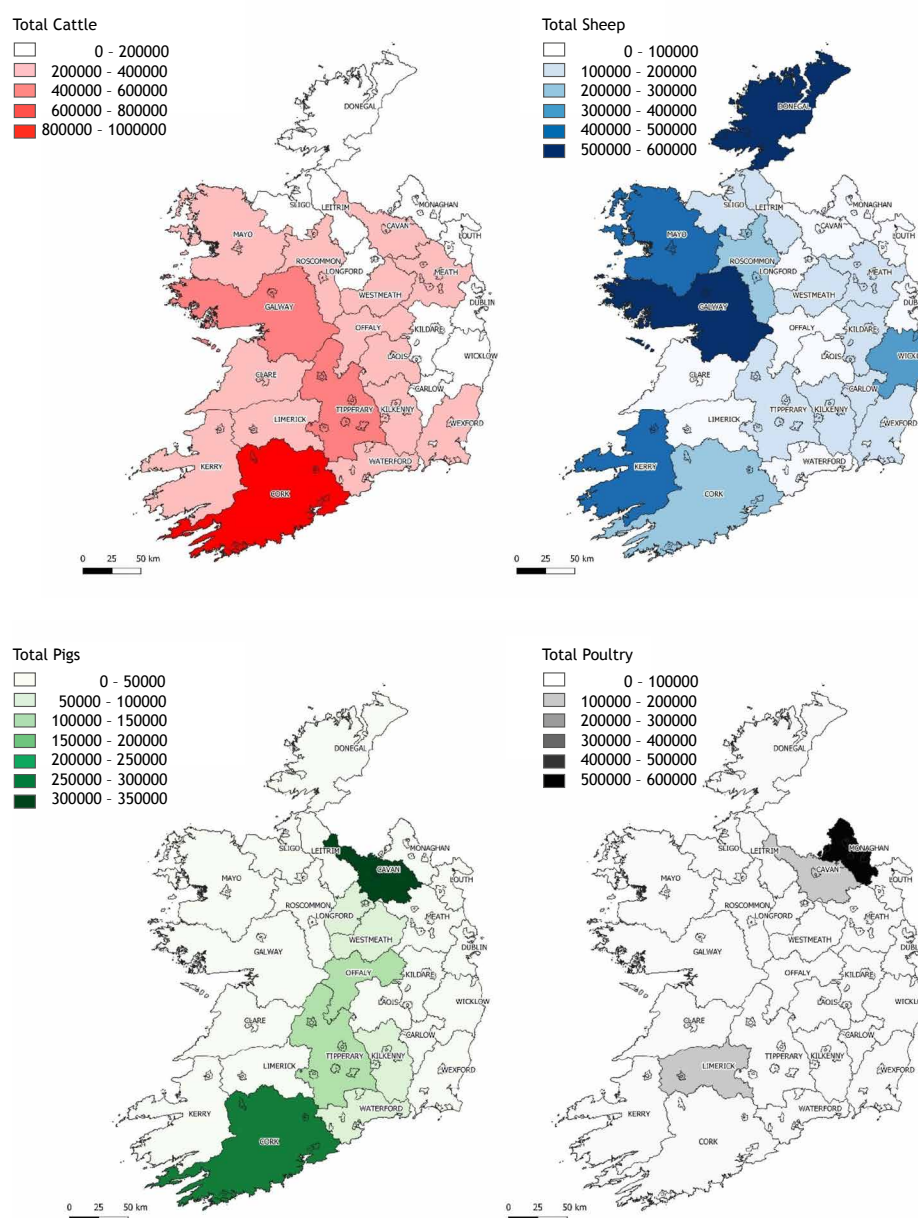 Total Cattle
0 - 200000
200000 - 400000
400000 - 600000
600000 - 800000
800000 - 1000000
DONEGAL
SLIGO
LEITRIM
MONAGHAN
CAVAN
LOUTH
MAYO
ROSCOMMON
LONGFORD
MEATH
WESTMEATH
DUBLIN
GALWAY
OFFALY
KILDARE
LAOIS
WICKLOW
CLARE
CARLOW
TIPPERARY
KILKENNY
LIMERICK
WEXFORD
WATERFORD
KERRY
CORK
0 25 50 km
Total Sheep
0 - 100000
100000 - 200000
200000 - 300000
300000 - 400000
400000 - 500000
500000 - 600000
DONEGAL
SLIGO
LEITRIM
MONAGHAN
CAVAN
LOUTH
MAYO
ROSCOMMON
LONGFORD
MEATH
WESTMEATH
DUBLIN
GALWAY
OFFALY
KILDARE
LAOIS
WICKL
CLARE
CARLOW
TIPPERARY
KILKENNY
LIMERICK
WEXFORD
WATERFORD
KERRY
CORK
0 25 50 km
Total Pigs
0 - 50000
50000 - 100000
100000 - 150000
150000 - 200000
200000 - 250000
250000 - 300000
300000 - 350000
DONEGAL
SLIGO
LEITRIM
MONAGHAN
CAVAN
LOUTH
MAYO
ROSCOMMON
LONGFORD
MEATH
WESTMEATH
DUBLIN
GALWAY
OFFALY
KILDARE
LAOIS
WICKLOW
CLARE
CARLOW
TIPPERARY
KILKENNY
LIMERICK
WEXFORD
WATERFORD
KERRY
CORK
0 25 50 km
Total Poultry
0 - 100000
100000 - 200000
200000 - 300000
300000 - 400000
400000 - 500000
500000 - 600000
DONEGAL
SLIGO
LEITRIM
MONAGHAN
CAVAN
LOUTH
MAYO
ROSCOMMON
LONGFORD
MEATH
WESTMEATH
DUBLIN
GALWAY
OFFALY
KILDARE
LAOIS
WICKLOW
CLARE
CARLOW
TIPPERARY
KILKENNY
LIMERICK
WEXFORD
WATERFORD
KERRY
CORK
0 25 50 km